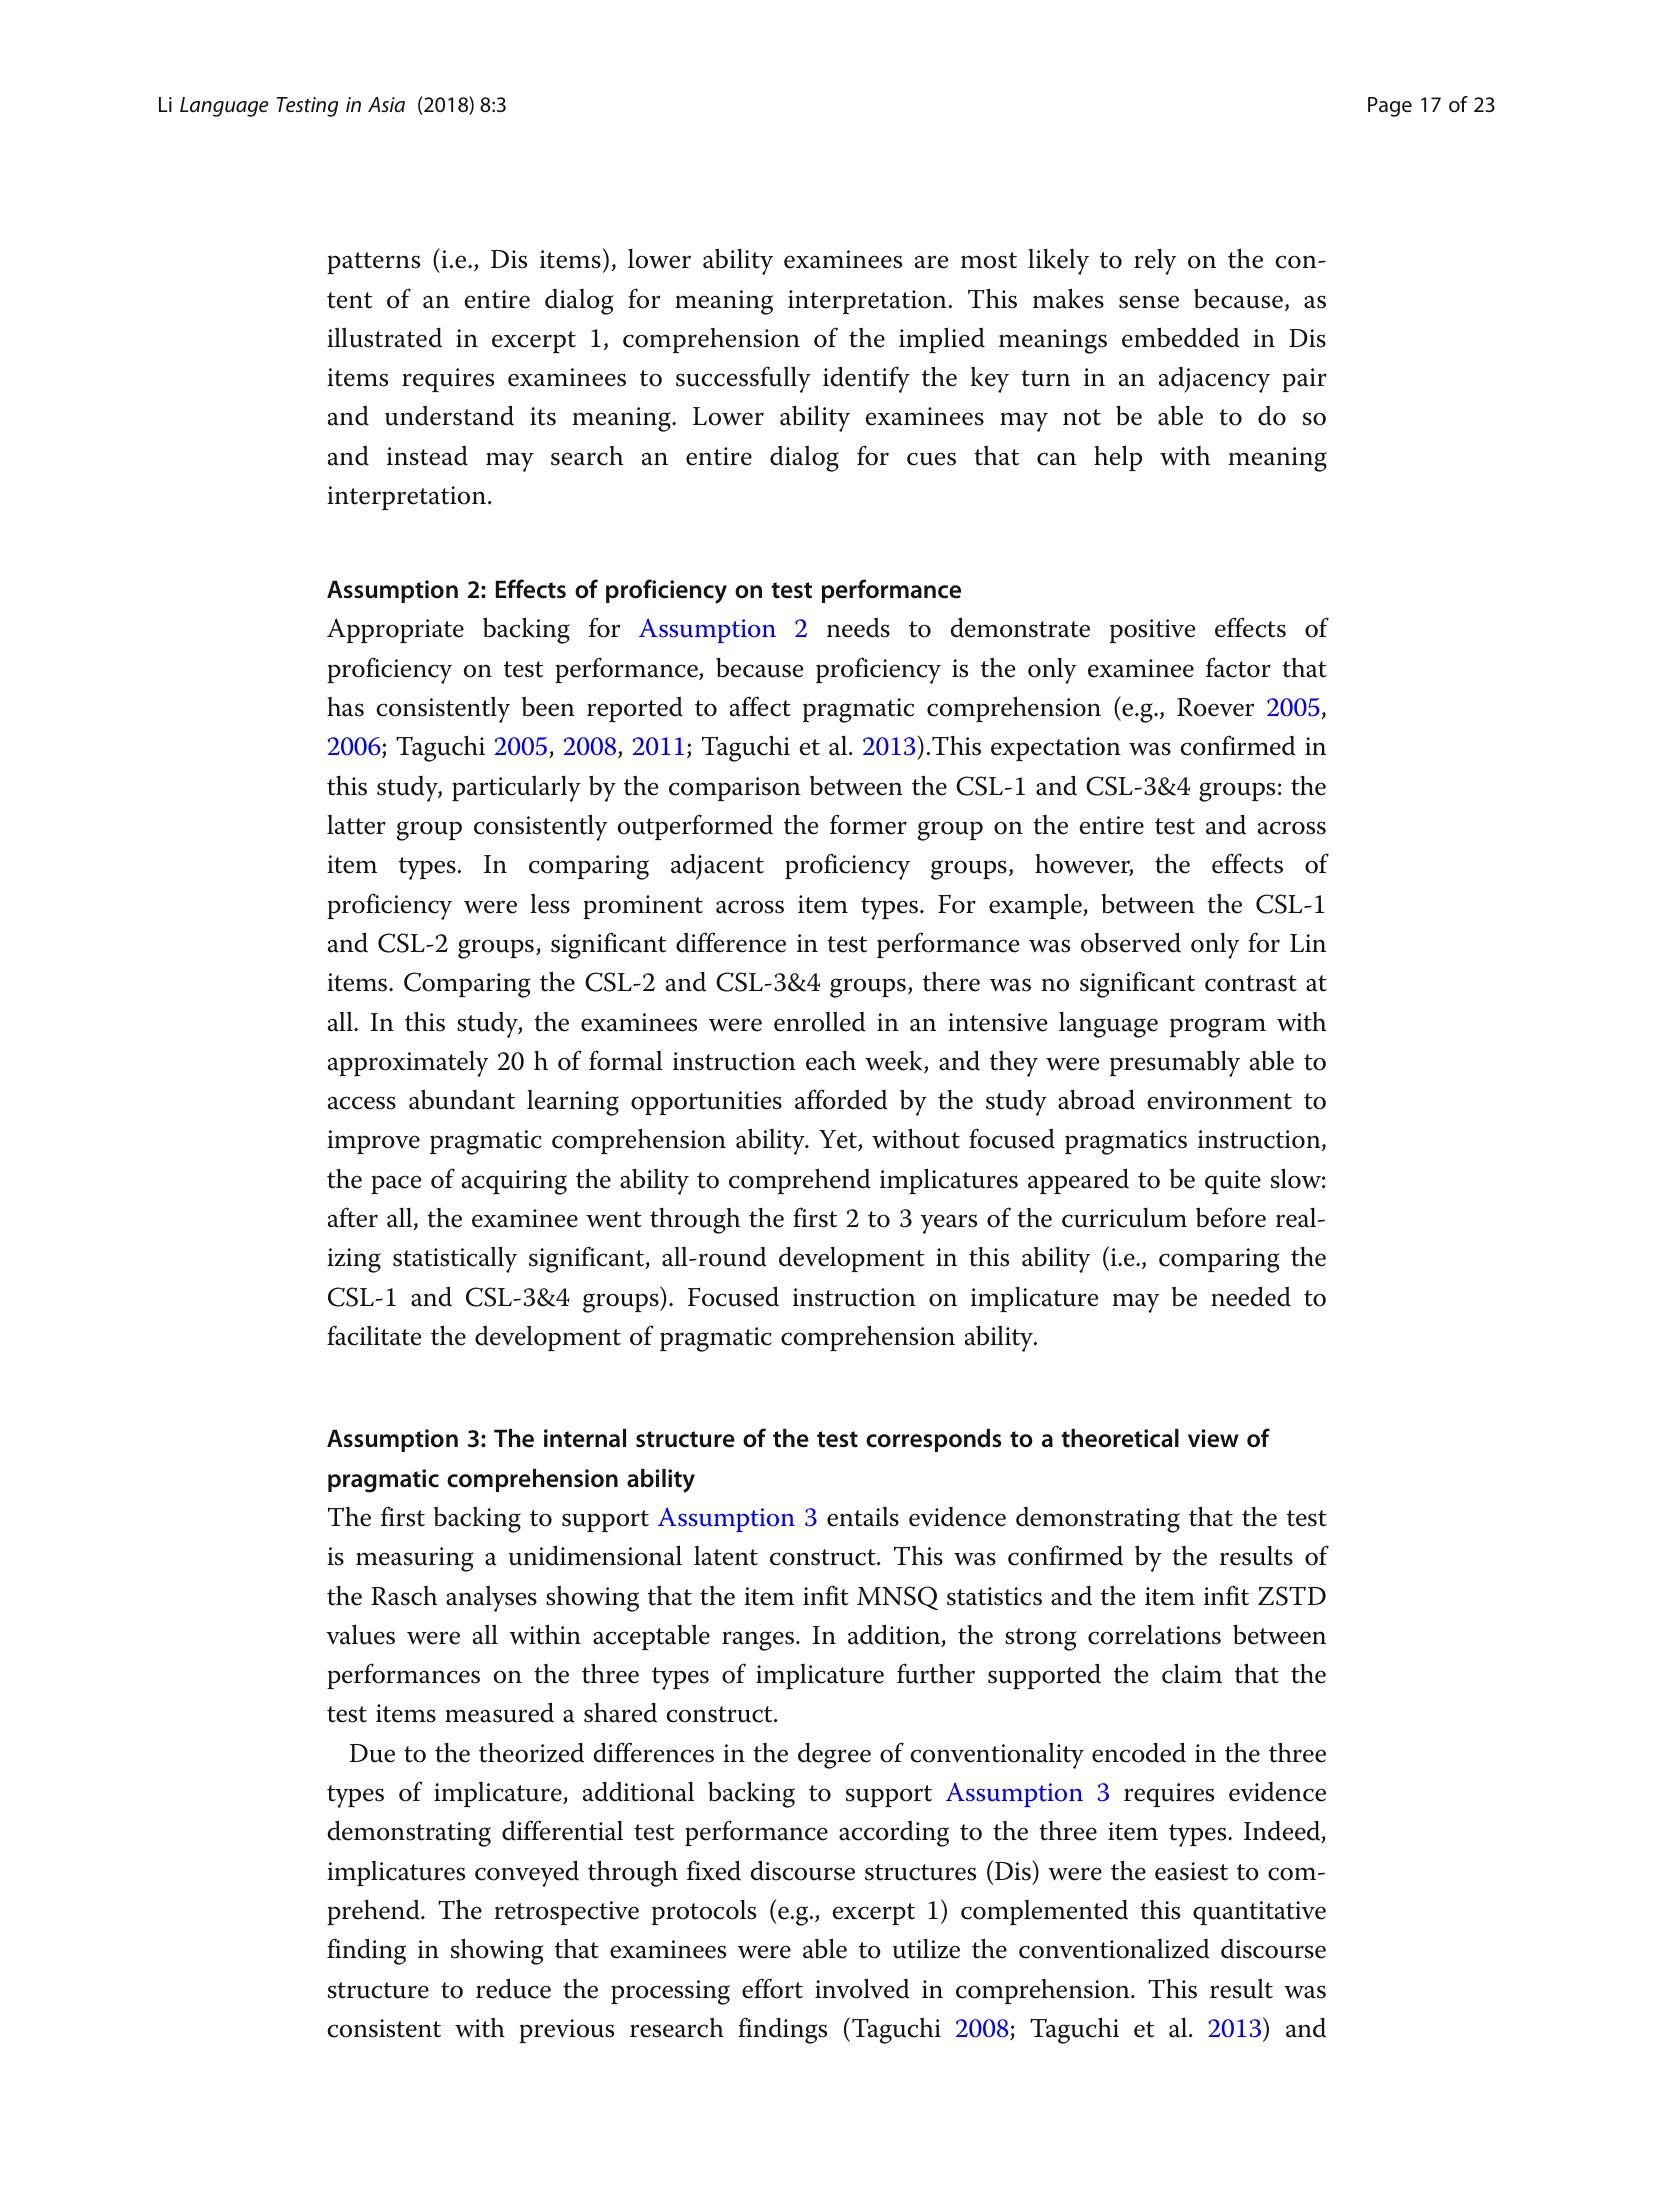 Li Language Testing in Asia (2018) 8:3
Page 17 of 23
patterns (i.e., Dis items), lower ability examinees are most likely to rely on the con-
tent of an entire dialog for meaning interpretation. This makes sense because, as
illustrated in excerpt 1, comprehension of the implied meanings embedded in Dis
items requires examinees to successfully identify the key turn in an adjacency pair
and understand its meaning. Lower ability examinees may not be able to do so
and instead may search an entire dialog for cues that can help with meaning
interpretation.
Assumption 2: Effects of proficiency on test performance
Appropriate backing for Assumption 2 needs to demonstrate positive effects of
proficiency on test performance, because proficiency is the only examinee factor that
has consistently been reported to affect pragmatic comprehension (e.g., Roever 2005,
2006; Taguchi 2005, 2008, 2011; Taguchi et al. 2013).This expectation was confirmed in
this study, particularly by the comparison between the CSL-1 and CSL-3&4 groups: the
latter group consistently outperformed the former group on the entire test and across
item types. In comparing adjacent proficiency groups, however, the effects of
proficiency were less prominent across item types. For example, between the CSL-1
and CSL-2 groups, significant difference in test performance was observed only for Lin
items. Comparing the CSL-2 and CSL-3&4 groups, there was no significant contrast at
all. In this study, the examinees were enrolled in an intensive language program with
approximately 20 h of formal instruction each week, and they were presumably able to
access abundant learning opportunities afforded by the study abroad environment to
improve pragmatic comprehension ability. Yet, without focused pragmatics instruction,
the pace of acquiring the ability to comprehend implicatures appeared to be quite slow:
after all, the examinee went through the first 2 to 3 years of the curriculum before real-
izing statistically significant, all-round development in this ability (i.e., comparing the
CSL-1 and CSL-3&4 groups). Focused instruction on implicature may be needed to
facilitate the development of pragmatic comprehension ability.
Assumption 3: The internal structure of the test corresponds to a theoretical view of
pragmatic comprehension ability
The first backing to support Assumption 3 entails evidence demonstrating that the test
is measuring a unidimensional latent construct. This was confirmed by the results of
the Rasch analyses showing that the item infit MNSQ statistics and the item infit ZSTD
values were all within acceptable ranges. In addition, the strong correlations between
performances on the three types of implicature further supported the claim that the
test items measured a shared construct.
Due to the theorized differences in the degree of conventionality encoded in the three
types of implicature, additional backing to support Assumption 3 requires evidence
demonstrating differential test performance according to the three item types. Indeed,
implicatures conveyed through fixed discourse structures (Dis) were the easiest to com-
prehend. The retrospective protocols (e.g., excerpt 1) complemented this quantitative
finding in showing that examinees were able to utilize the conventionalized discourse
structure to reduce the processing effort involved in comprehension. This result was
consistent with previous research findings (Taguchi 2008; Taguchi et al. 2013) and